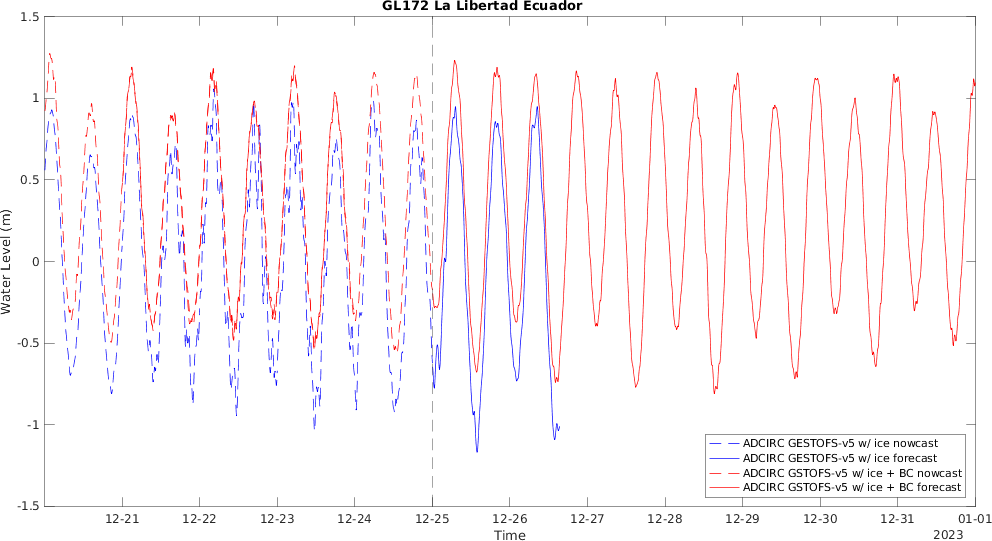 GL172 La Libertad Ecuador
1.5
1
0.5
0
-0.5
-1
-1.5
Water Level (m)
12-21 12-22 12-23 12-24 12-25 12-26 12-27 12-28 12-29 12-30 12-31 01-01
Time
2023
ADCIRC GESTOFS-v5 w/ ice nowcast
ADCIRC GESTOFS-v5 w/ ice forecast
ADCIRC GSTOFS-v5 w/ ice + BC nowcast
ADCIRC GSTOFS-v5 w/ ice + BC forecast